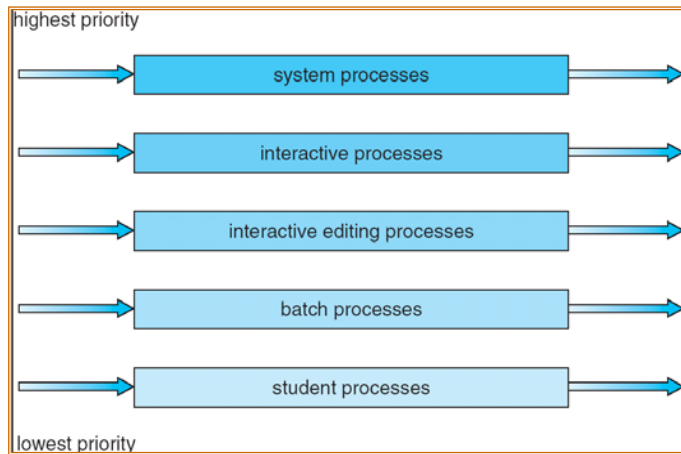 highest priority
system processes
interactive processes
interactive editing processes
batch processes
student processes
lowest priority